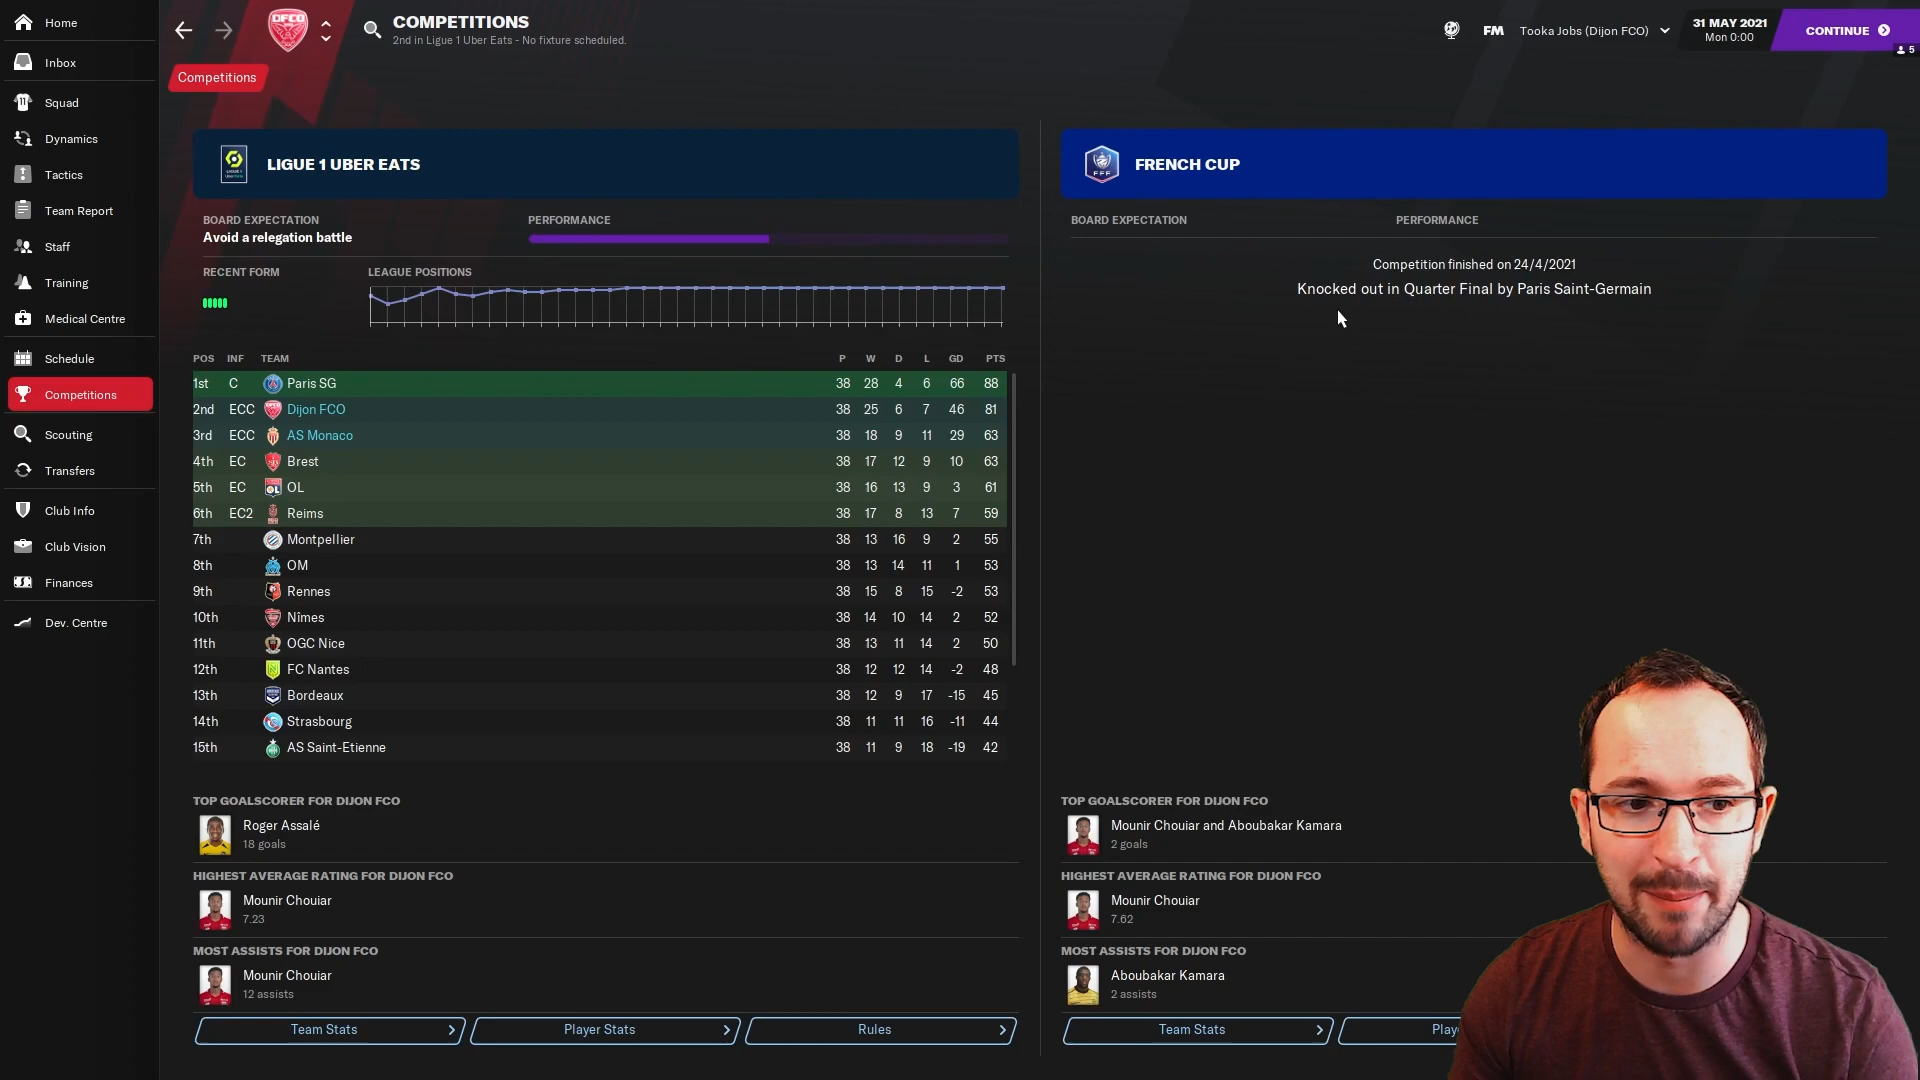 Home
Inbox
Squad
Dynamics
Tactics
Team Report
Staff
Training
Medical Centre
Schedule
Competitions
Scouting
Transfers
Club Info
Club Vision
Finances
Dev. Centre
DFCO
COMPETITIONS
2nd in Ligue 1 Uber Eats - No fixture scheduled.
FM
Tooka Jobs (Dijon FCO)
31 MAY 2021
Mon 0:00
CONTINUE
5
Competitions
LIGUE 1 UBER EATS
BOARD EXPECTATION
PERFORMANCE
Avoid a relegation battle
RECENT FORM
LEAGUE POSITIONS
POS INF TEAM P W D L GD PTS
1st C Paris SG 38 28 4 6 66 88
2nd ECC Dijon FCO 38 25 6 7 46 81
3rd ECC AS Monaco 38 18 9 11 29 63
4th EC Brest 38 17 12 9 10 63
5th EC OL 38 16 13 9 3 61
6th EC2 Reims 38 17 8 13 7 59
7th Montpellier 38 13 16 9 2 55
8th OM 38 13 14 11 1 53
9th Rennes 38 15 8 15 -2 53
10th Nîmes 38 14 10 14 2 52
11th OGC Nice 38 13 11 14 2 50
12th FC Nantes 38 12 12 14 -2 48
13th Bordeaux 38 12 9 17 -15 45
14th Strasbourg 38 11 11 16 -11 44
15th AS Saint-Etienne 38 11 9 18 -19 42
TOP GOALSCORER FOR DIJON FCO
Roger Assalé
18 goals
HIGHEST AVERAGE RATING FOR DIJON FCO
Mounir Chouiar
7.23
MOST ASSISTS FOR DIJON FCO
Mounir Chouiar
12 assists
Team Stats
Player Stats
Rules
FRENCH CUP
FFF
BOARD EXPECTATION
PERFORMANCE
Competition finished on 24/4/2021
Knocked out in Quarter Final by Paris Saint-Germain
TOP GOALSCORER FOR DIJON FCO
Mounir Chouiar and Aboubakar Kamara
2 goals
HIGHEST AVERAGE RATING FOR DIJON FCO
Mounir Chouiar
7.62
MOST ASSISTS FOR DIJON FCO
Aboubakar Kamara
2 assists
Team Stats
Play